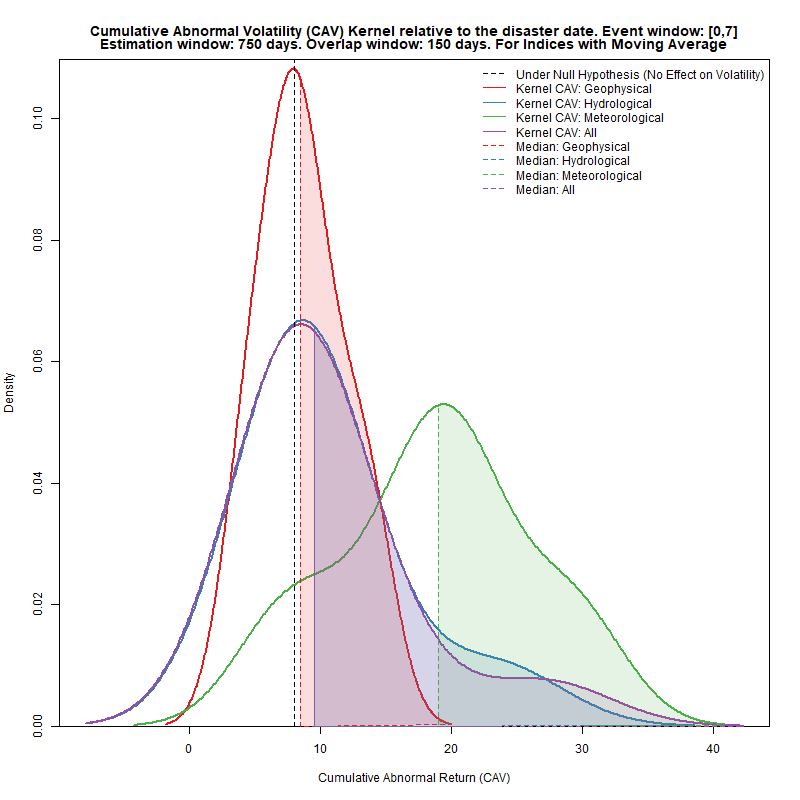 Cumulative Abnormal Volatility (CAV) Kernel relative to the disaster date. Event window: [0,7]
Estimation window: 750 days. Overlap window: 150 days. For Indices with Moving Average
Under Null Hypothesis (No Effect on Volatility)
Kernel CAV: Geophysical
Kernel CAV: Hydrological
Kernel CAV: Meteorological
Kernel CAV: All
Median: Geophysical
Median: Hydrological
Median: Meteorological
Median: All
Density
0.10
0.08
0.06
0.04
0.02
0.00
0 10 20 30 40
Cumulative Abnormal Return (CAV)